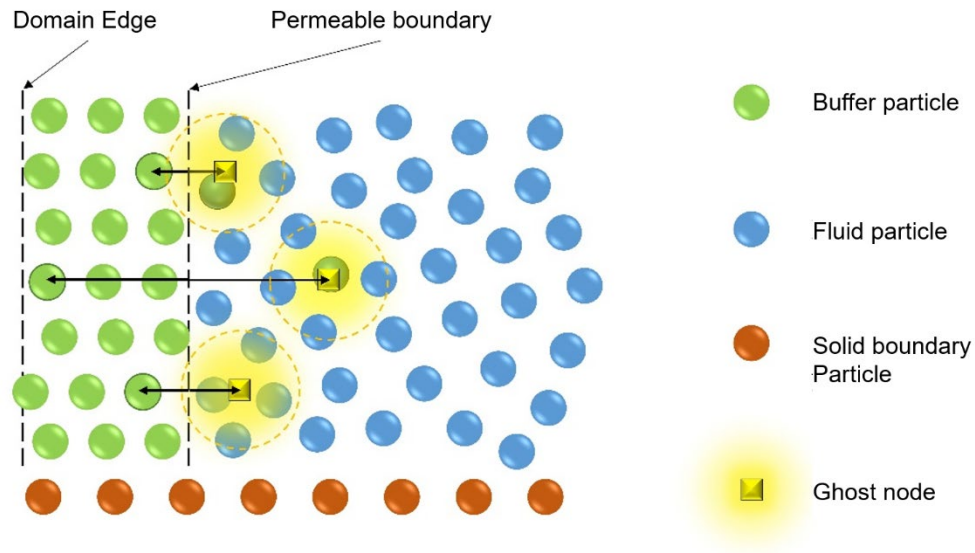 Domain Edge
Permeable boundary
Buffer particle
Fluid particle
Solid boundary
Particle
Ghost node